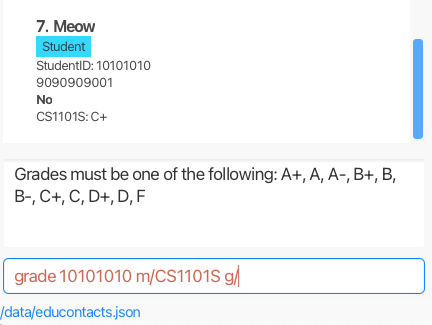 7. Meow
Student
StudentID: 10101010
9090909001
No
CS1101S: C+
Grades must be one of the following: A+, A, A-, B+, B,
B-, C+, C, D+, D, F
grade 10101010 m/CS1101S g/
/data/educontacts.json